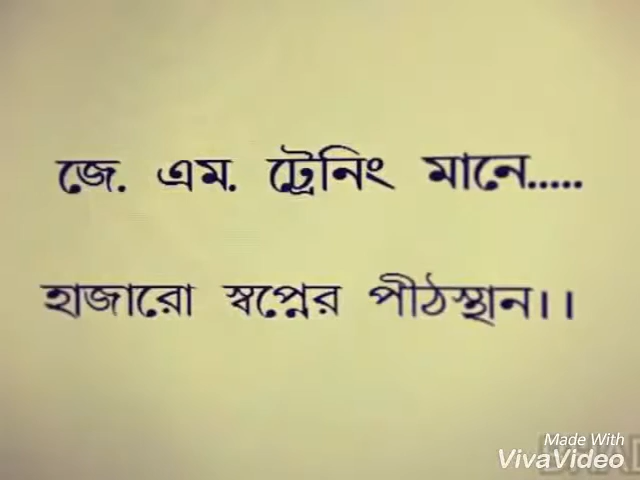 জে. এম. ট্রেনিং মানে.....
হাজারো স্বপ্নের পীঠস্থান।।
Made With
VivaVideo